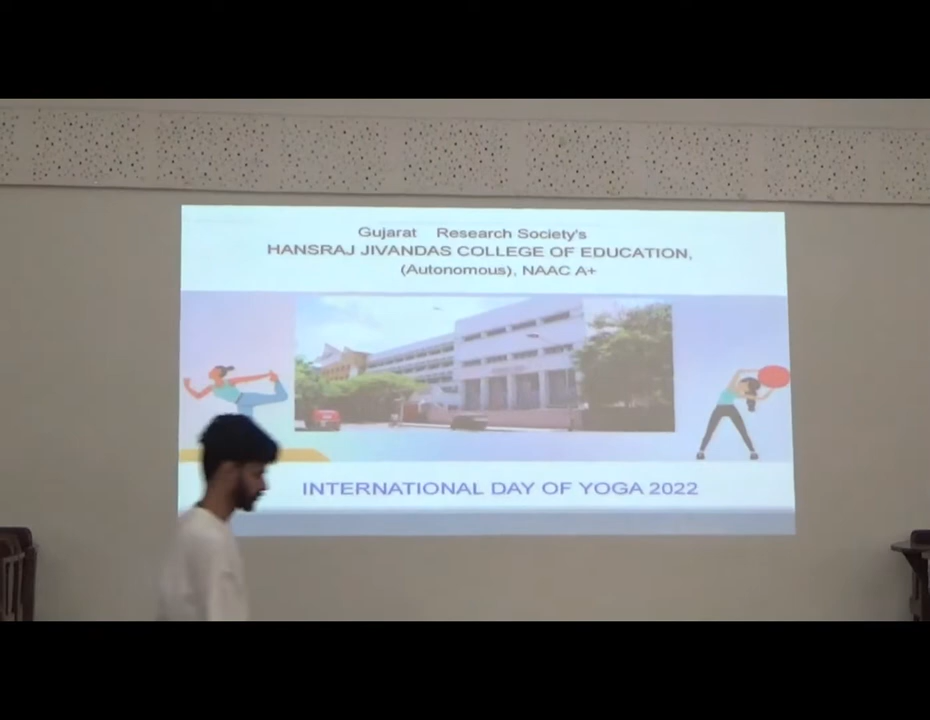 Gujarat Research Society's
HANSRAJ JIVANDAS COLLEGE OF EDUCATION,
(Autonomous), NAAC A+
INTERNATIONAL DAY OF YOGA 2022